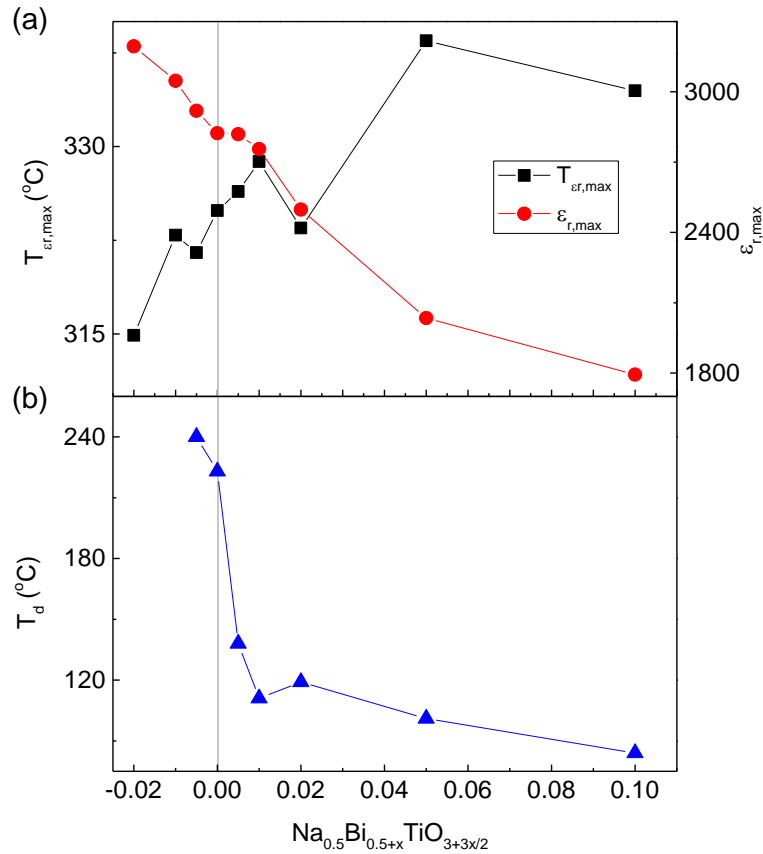 (a)
330
315
T_εr,max (°C)
3000
2400
1800
ε_r,max
T_εr,max
ε_r,max
(b)
240
180
120
T_d (°C)
-0.02 0.00 0.02 0.04 0.06 0.08 0.10
Na_0.5Bi_0.5+xTiO_3+3x/2